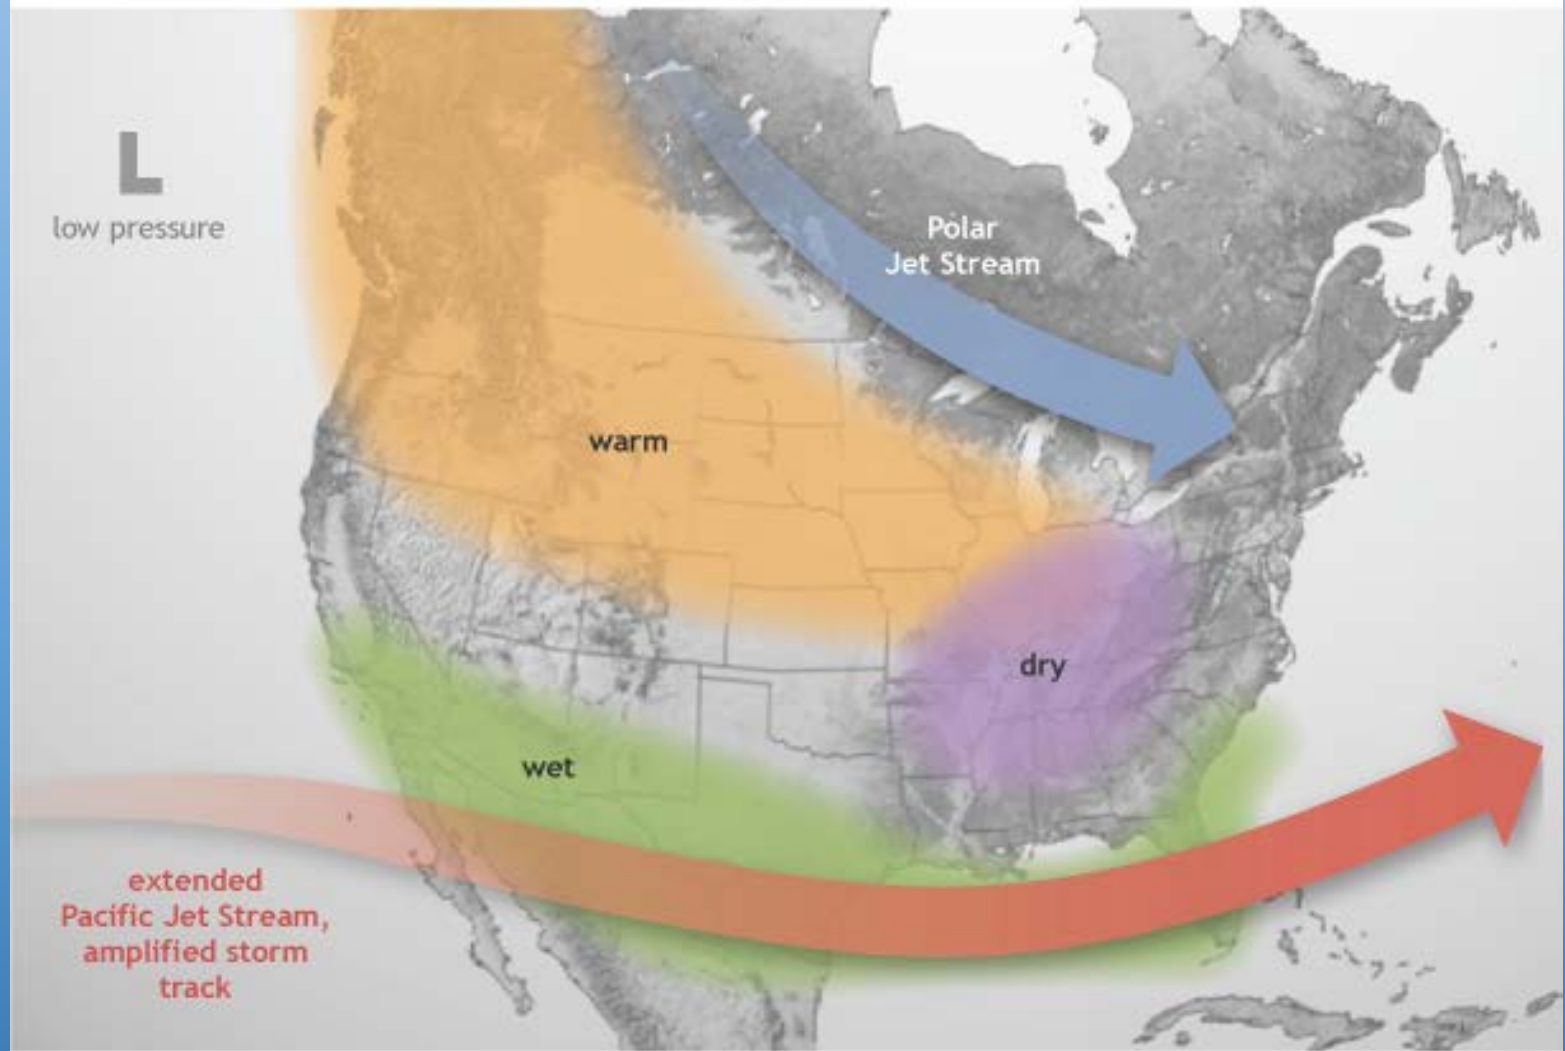 L
low pressure
Polar
Jet Stream
warm
dry
wet
extended
Pacific Jet Stream,
amplified storm
track